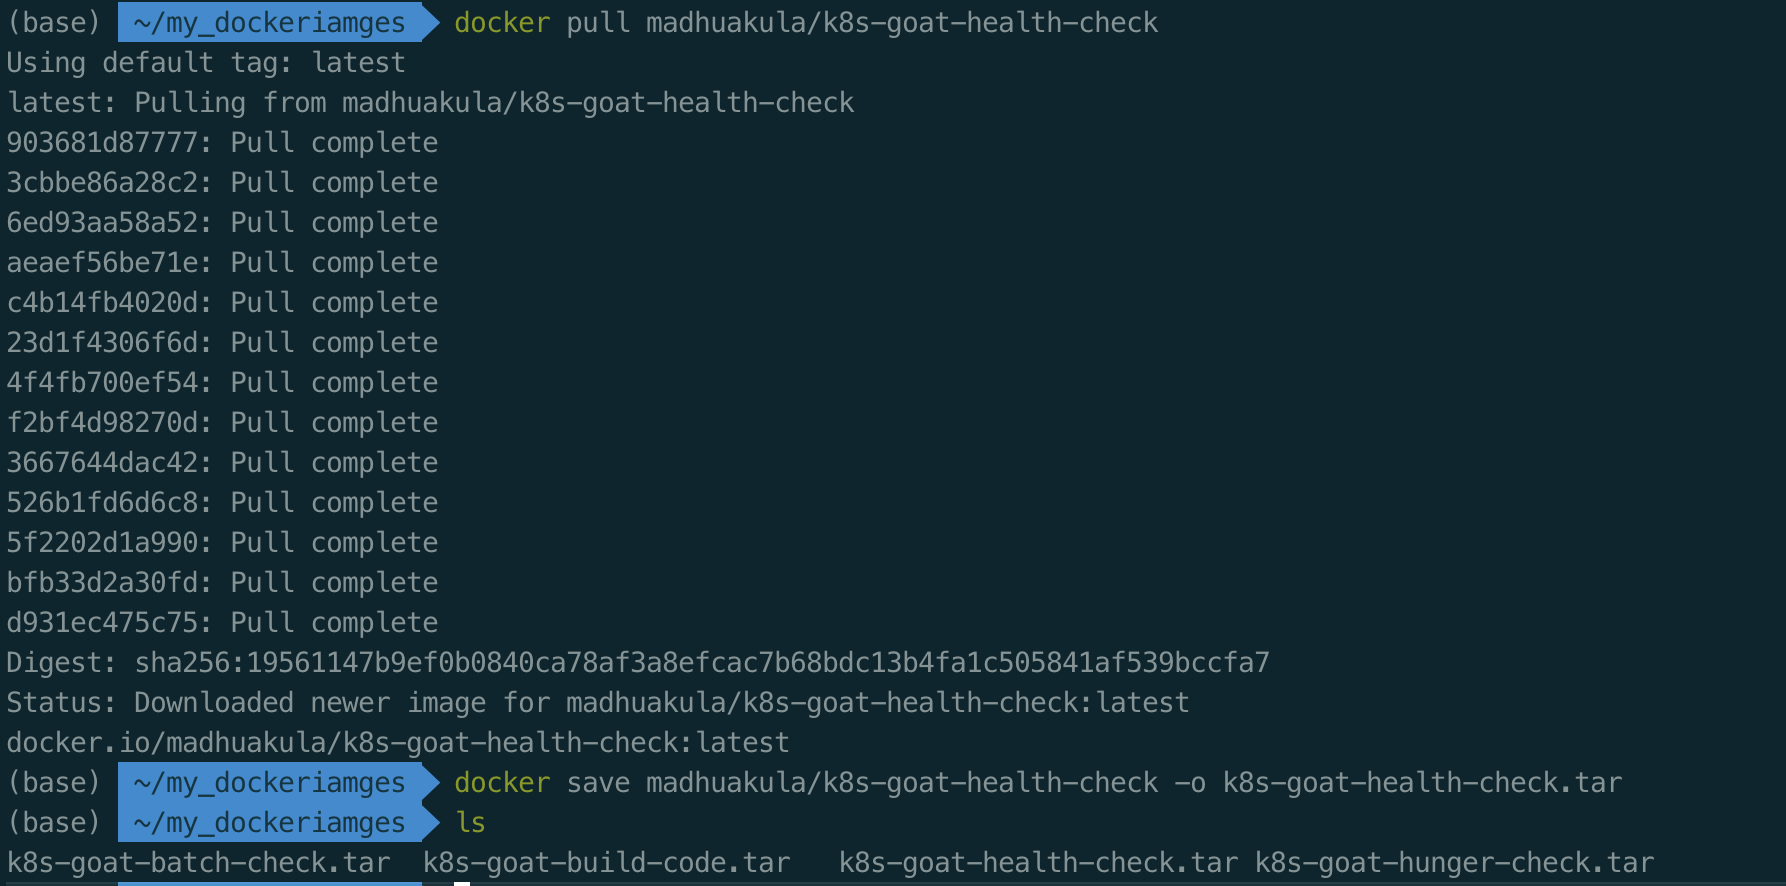 (base) ~/my_dockeriamges docker pull madhuakula/k8s-goat-health-check
Using default tag: latest
latest: Pulling from madhuakula/k8s-goat-health-check
903681d87777: Pull complete
3cbbe86a28c2: Pull complete
6ed93aa58a52: Pull complete
aeaef56be71e: Pull complete
c4b14fb4020d: Pull complete
23d1f4306f6d: Pull complete
4f4fb700ef54: Pull complete
f2bf4d98270d: Pull complete
3667644dac42: Pull complete
526b1fd6d6c8: Pull complete
5f2202d1a990: Pull complete
bfb33d2a30fd: Pull complete
d931ec475c75: Pull complete
Digest: sha256:19561147b9ef0b0840ca78af3a8efcac7b68bdc13b4fa1c505841af539bccfa7
Status: Downloaded newer image for madhuakula/k8s-goat-health-check:latest
docker.io/madhuakula/k8s-goat-health-check:latest
(base) ~/my_dockeriamges docker save madhuakula/k8s-goat-health-check -o k8s-goat-health-check.tar
(base) ~/my_dockeriamges ls
k8s-goat-batch-check.tar k8s-goat-build-code.tar k8s-goat-health-check.tar k8s-goat-hunger-check.tar